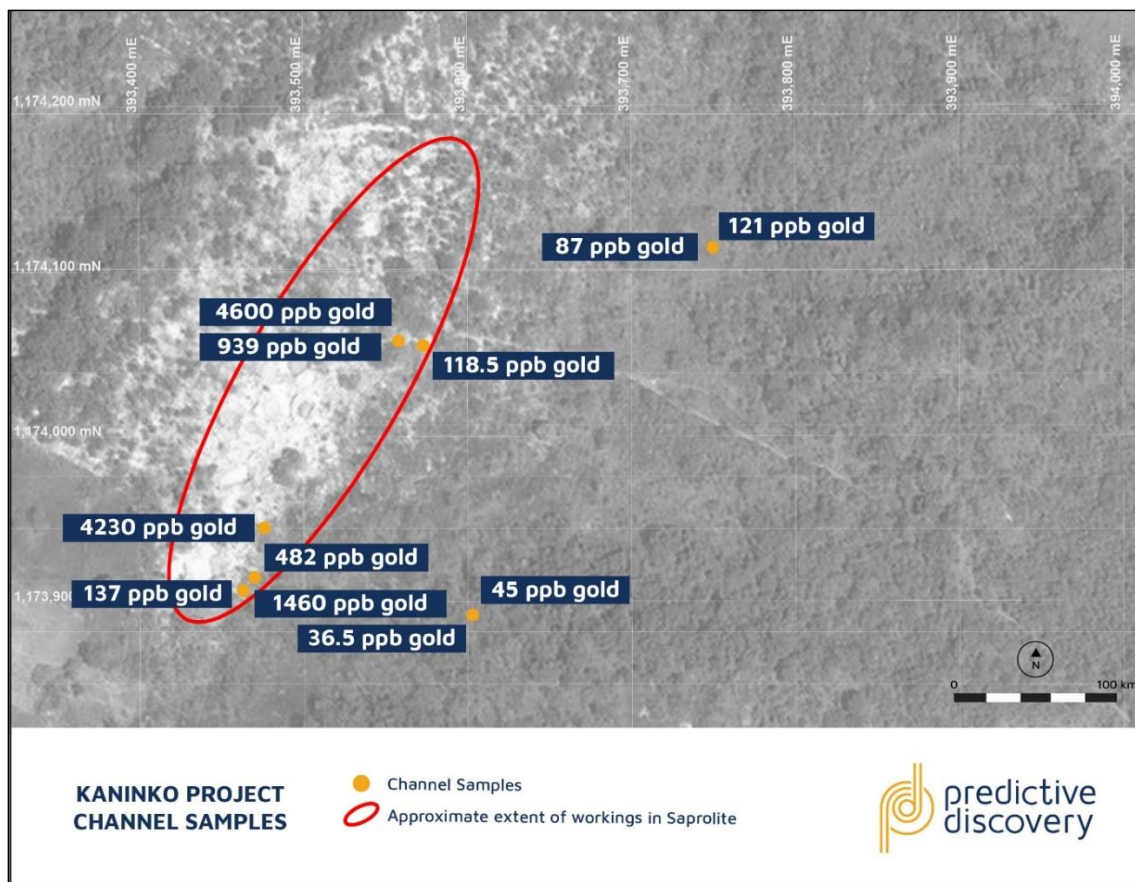 393,400 mE
393,500 mE
393,600 mE
393,700 mE
393,800 mE
393,900 mE
394,000 mE
1,174,200 mN
121 ppb gold
87 ppb gold
1,174,100 mN
4600 ppb gold
939 ppb gold
118.5 ppb gold
1,174,000 mN
4230 ppb gold
482 ppb gold
45 ppb gold
137 ppb gold
1,173,900
1460 ppb gold
36.5 ppb gold
N
0 100 km
KANINKO PROJECT
CHANNEL SAMPLES
Channel Samples
Approximate extent of workings in Saprolite
predictive
discovery